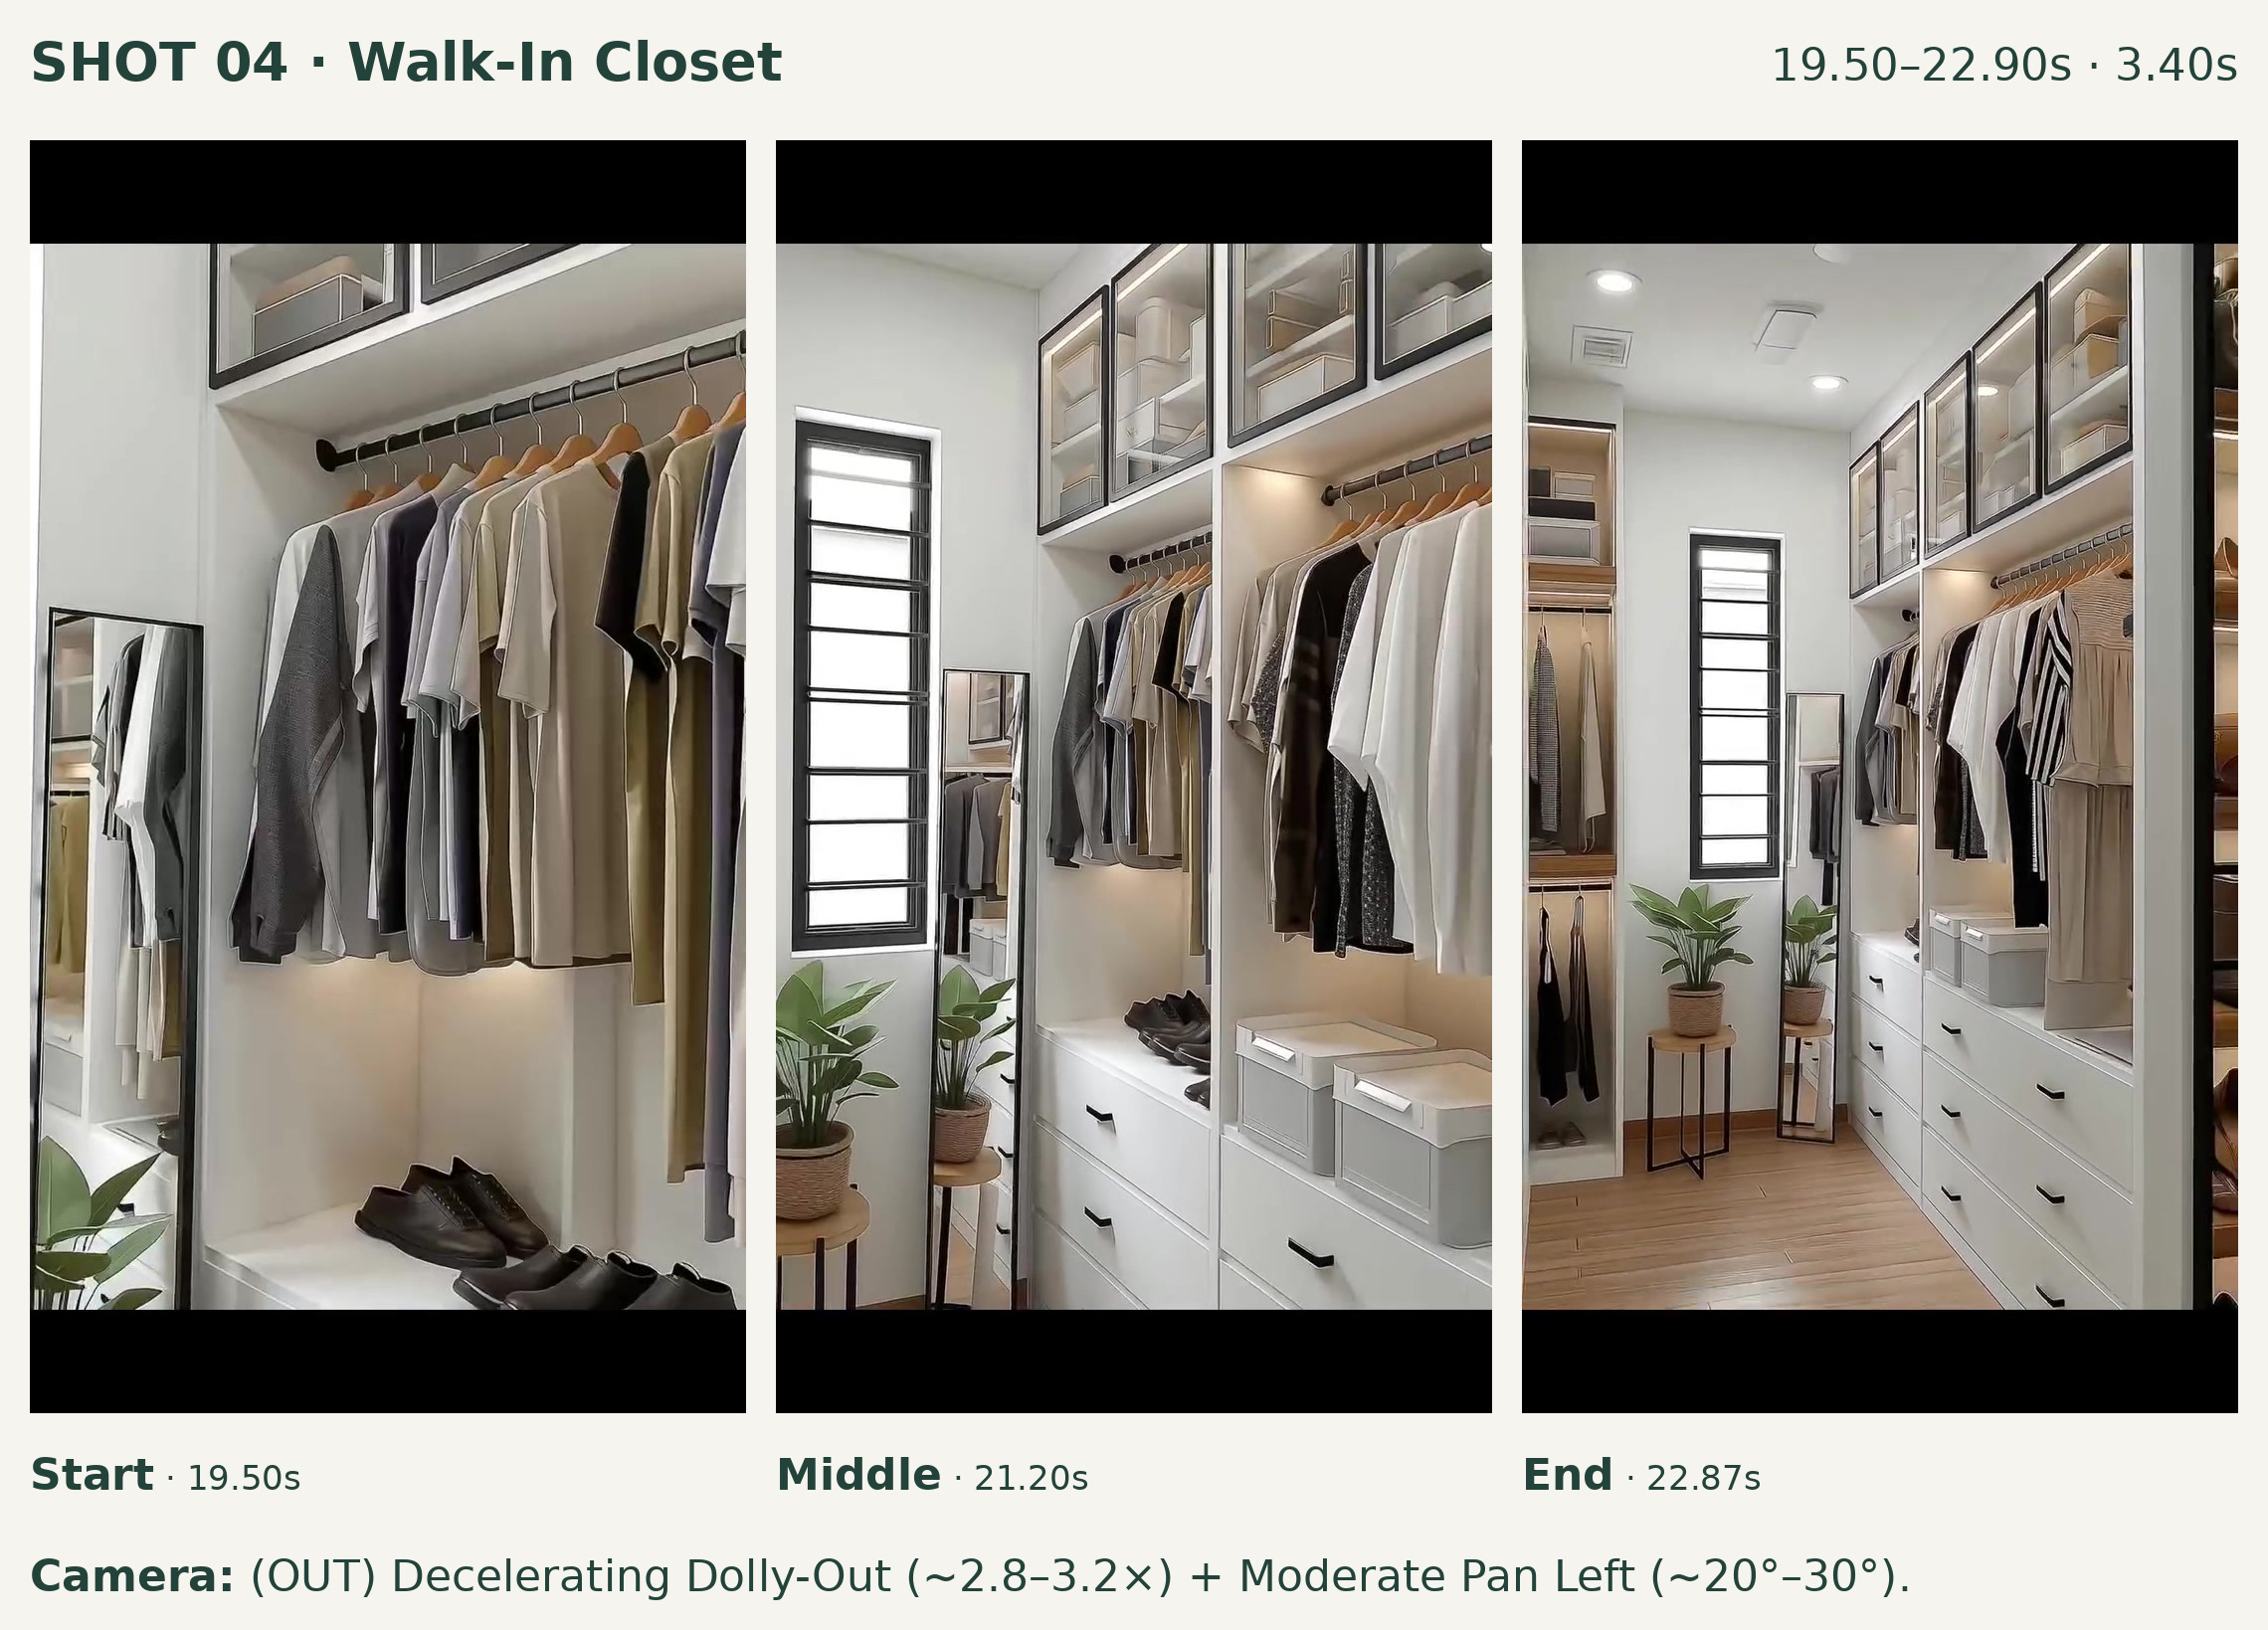 SHOT 04 · Walk-In Closet
19.50–22.90s · 3.40s
Start · 19.50s
Middle · 21.20s
End · 22.87s
Camera: (OUT) Decelerating Dolly-Out (~2.8–3.2×) + Moderate Pan Left (~20°–30°).